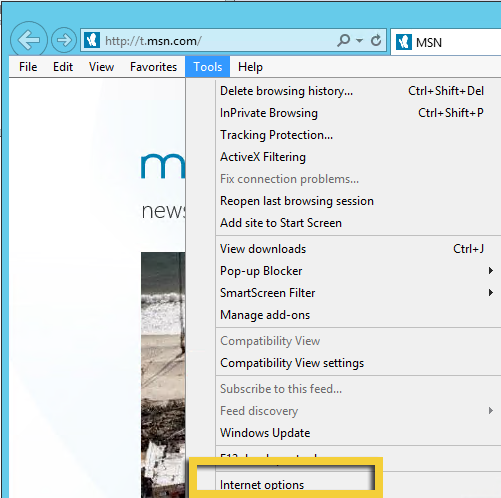 http://t.msn.com/
MSN
File Edit View Favorites Tools Help
Delete browsing history... Ctrl+Shift+Del
InPrivate Browsing Ctrl+Shift+P
Tracking Protection...
ActiveX Filtering
Fix connection problems...
Reopen last browsing session
Add site to Start Screen
View downloads Ctrl+J
Pop-up Blocker
SmartScreen Filter
Manage add-ons
Compatibility View
Compatibility View settings
Subscribe to this feed...
Feed discovery
Windows Update
Internet options
news